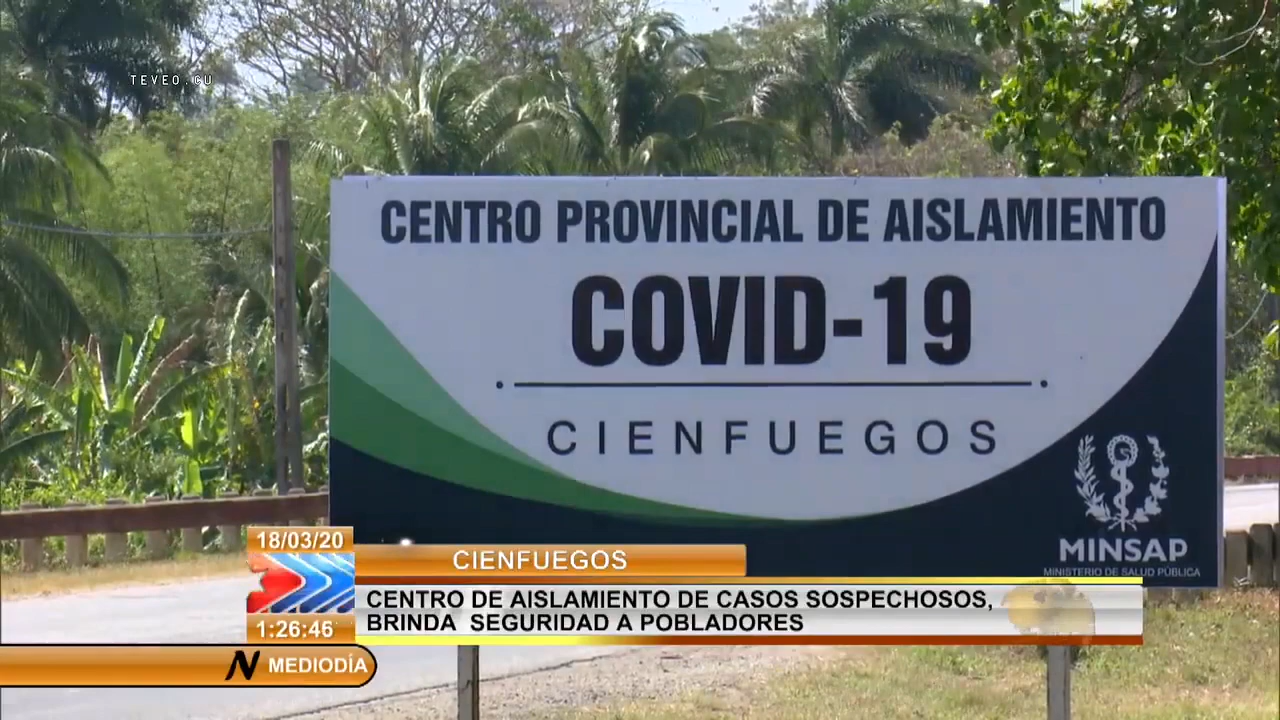 TEVEO.CU
CENTRO PROVINCIAL DE AISLAMIENTO
COVID-19
CIENFUEGOS
MINSAP
MINISTERIO DE SALUD PÚBLICA
18/03/20
CIENFUEGOS
CENTRO DE AISLAMIENTO DE CASOS SOSPECHOSOS,
BRINDA SEGURIDAD A POBLADORES
1:26:46
N MEDIODÍA